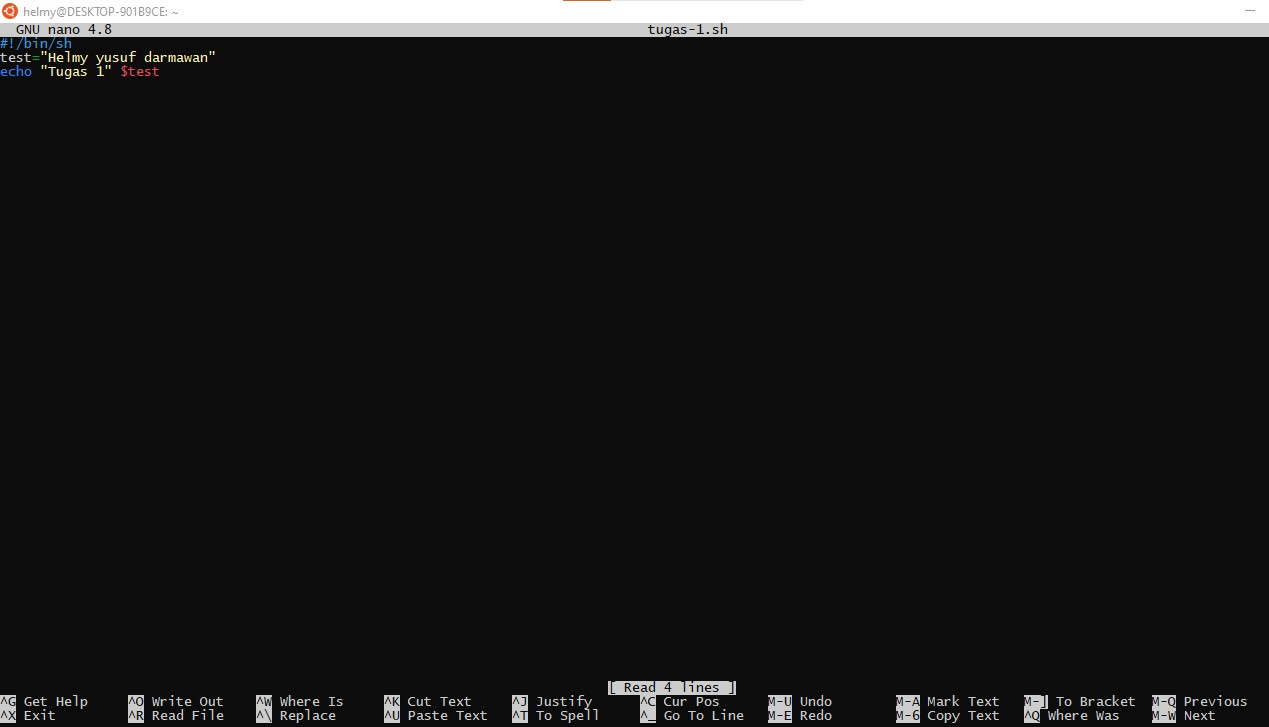 helmy@DESKTOP-901B9CE: ~
GNU nano 4.8 tugas-1.sh
#!/bin/sh
test="Helmy yusuf darmawan"
echo "Tugas 1" $test
[ Read 4 lines ]
^G Get Help ^O Write Out ^W Where Is ^K Cut Text ^J Justify ^C Cur Pos M-U Undo M-A Mark Text M-] To Bracket M-Q Previous
^X Exit ^R Read File ^\ Replace ^U Paste Text ^T To Spell ^_ Go To Line M-E Redo M-6 Copy Text ^Q Where Was M-W Next